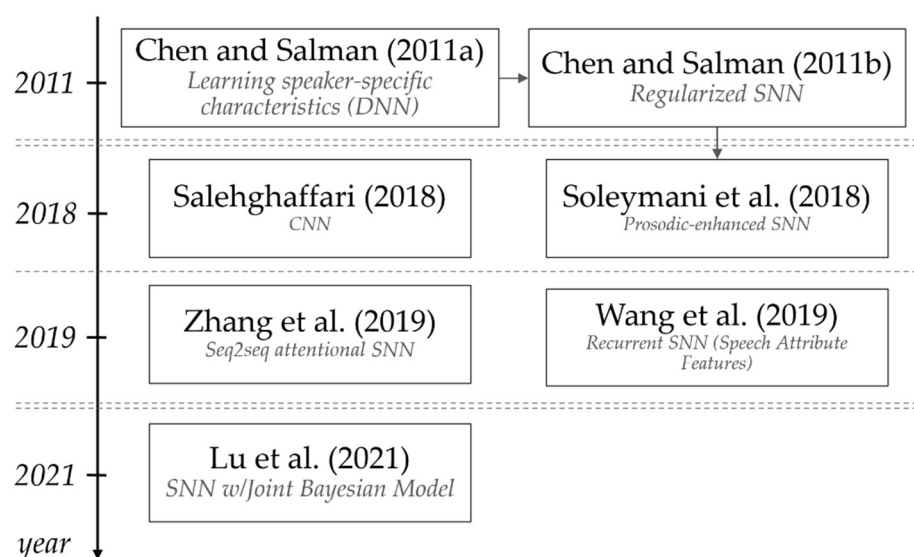 2011
Chen and Salman (2011a)
Learning speaker-specific
characteristics (DNN)
Chen and Salman (2011b)
Regularized SNN
2018
Salehghaffari (2018)
CNN
Soleymani et al. (2018)
Prosodic-enhanced SNN
2019
Zhang et al. (2019)
Seq2seq attentional SNN
Wang et al. (2019)
Recurrent SNN (Speech Attribute
Features)
2021
Lu et al. (2021)
SNN w/Joint Bayesian Model
year